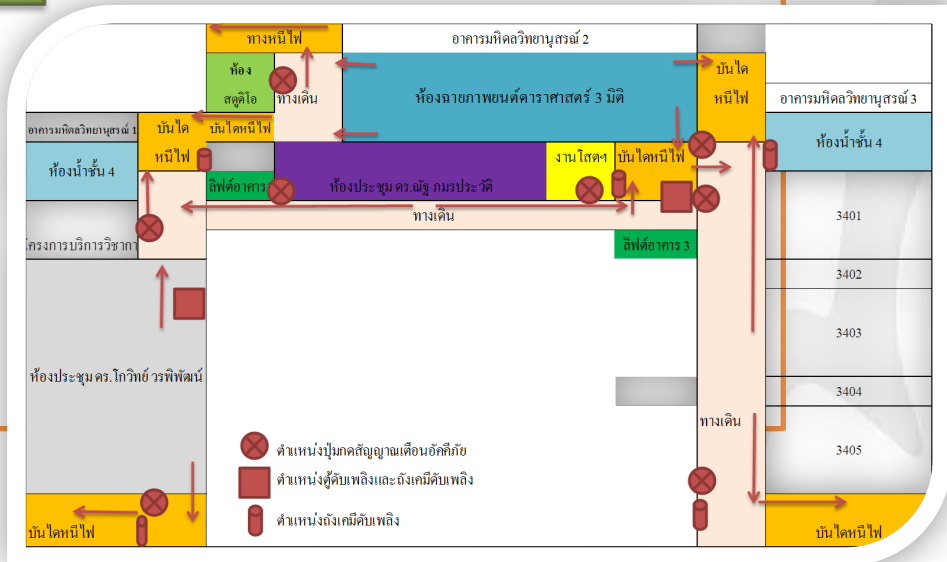 ทางหนีไฟ
อาคารมหิดลวิทยานุสรณ์ 2
ห้อง
สตูดิโอ
ทางเดิน
ห้องฉายภาพยนต์ดาราศาสตร์ 3 มิติ
บันได
หนีไฟ
อาคารมหิดลวิทยานุสรณ์ 3
อาคารมหิดลวิทยานุสรณ์ 1
บันได
หนีไฟ
บันไดหนีไฟ
ห้องน้ำชั้น 4
ห้องน้ำชั้น 4
ลิฟต์อาคาร
ห้องประชุม ดร.ณัฐ ภมรประวัติ
งานโสตฯ
บันไดหนีไฟ
ทางเดิน
3401
ครงการบริการวิชากา
ลิฟต์อาคาร 3
3402
3403
ห้องประชุม ดร.โกวิทย์ วรพิพัฒน์
3404
ทางเดิน
3405
ตำแหน่งปุ่มกดสัญญาณเตือนอัคคีภัย
ตำแหน่งตู้ดับเพลิงและถังเคมีดับเพลิง
ตำแหน่งถังเคมีดับเพลิง
บันไดหนีไฟ
บันไดหนีไฟ